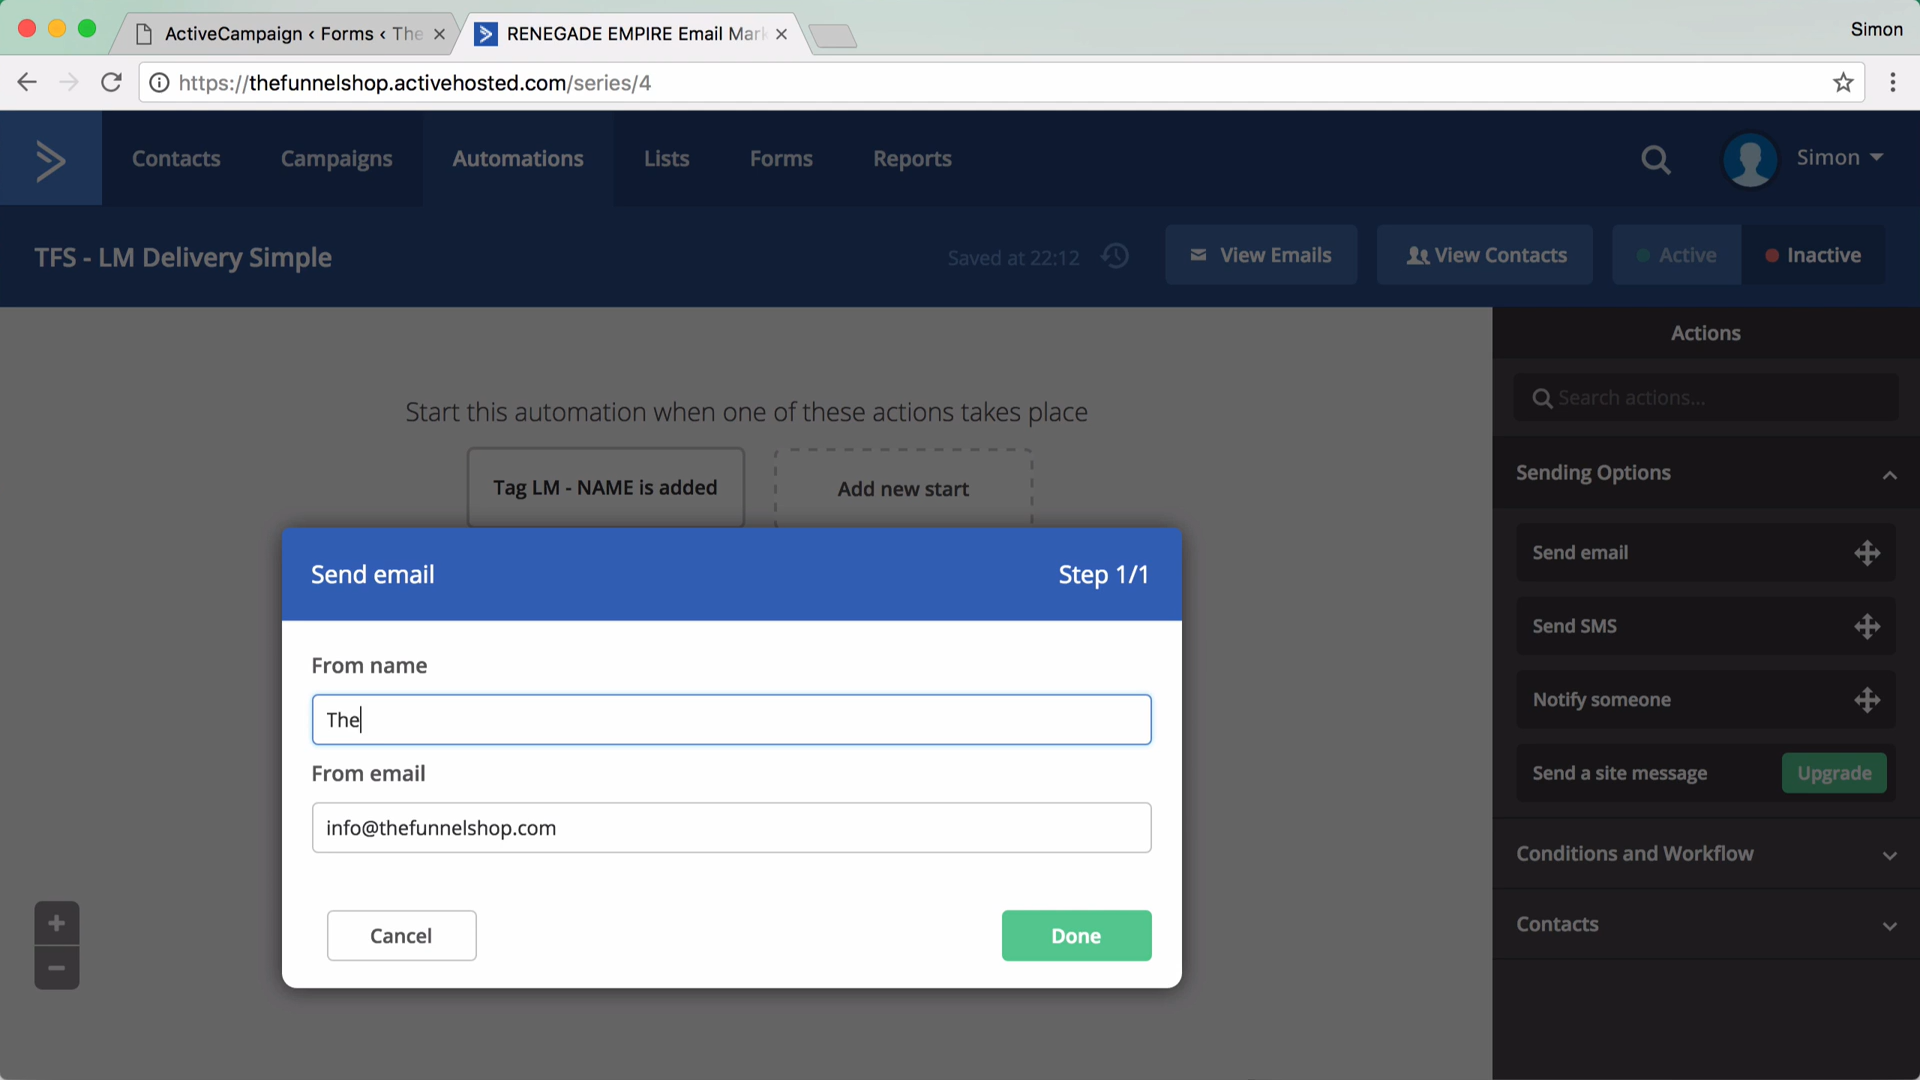 ActiveCampaign ‹ Forms ‹ The
RENEGADE EMPIRE Email Mark
Simon
https://thefunnelshop.activehosted.com/series/4
Contacts
Campaigns
Automations
Lists
Forms
Reports
Simon
TFS - LM Delivery Simple
Saved at 22:12
View Emails
View Contacts
Active
Inactive
Start this automation when one of these actions takes place
Tag LM - NAME is added
Add new start
Send email
Step 1/1
From name
The
From email
info@thefunnelshop.com
Cancel
Done
Actions
Search actions...
Sending Options
Send email
Send SMS
Notify someone
Send a site message
Upgrade
Conditions and Workflow
Contacts